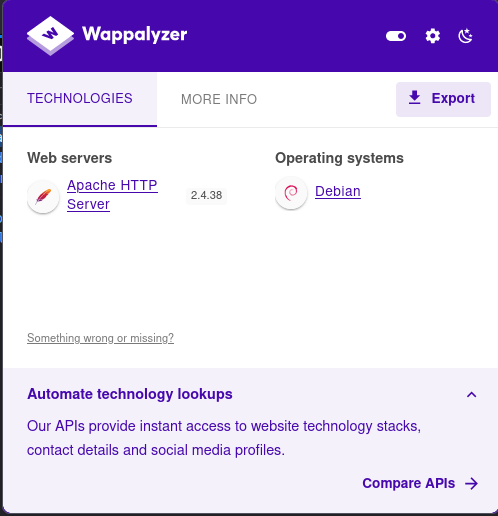 Wappalyzer
TECHNOLOGIES
MORE INFO
Export
Web servers
Apache HTTP
Server
2.4.38
Operating systems
Debian
Something wrong or missing?
Automate technology lookups
Our APIs provide instant access to website technology stacks,
contact details and social media profiles.
Compare APIs